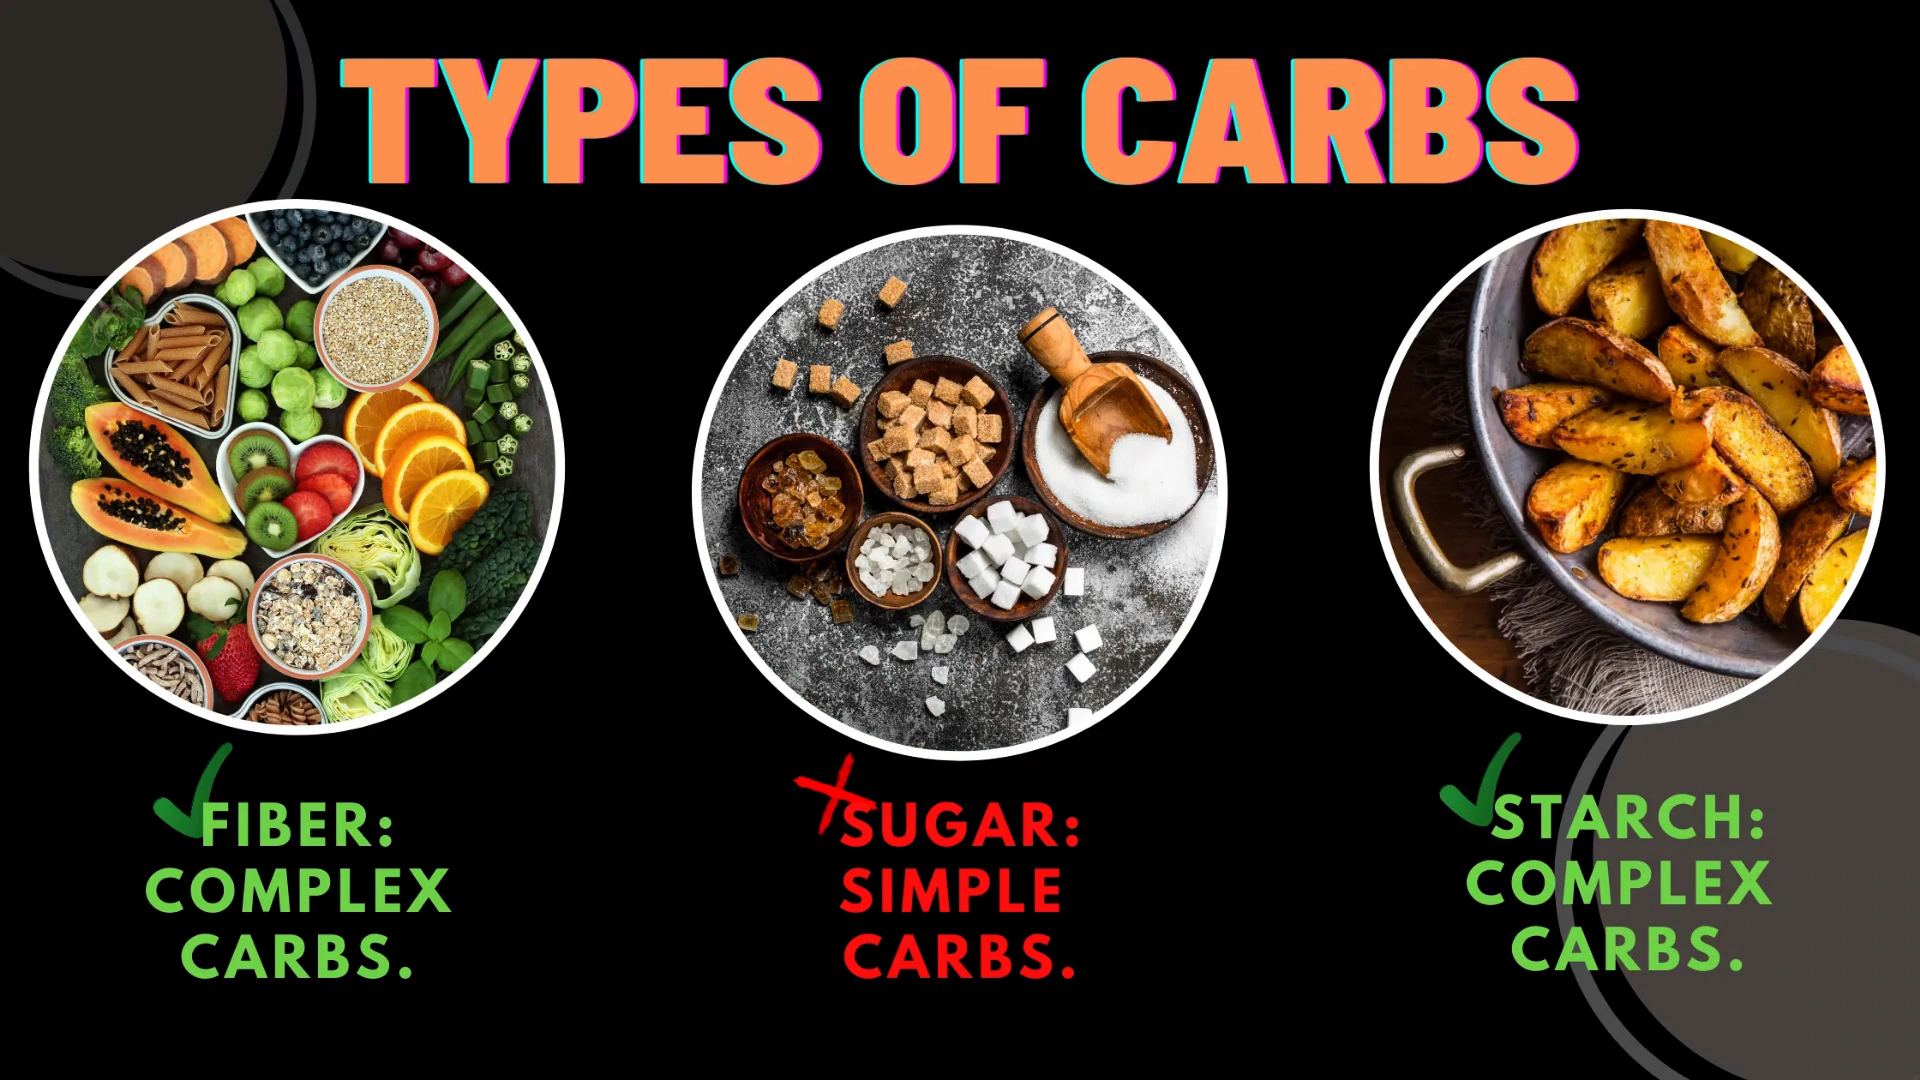 TYPES OF CARBS
FIBER:
COMPLEX
CARBS.
SUGAR:
SIMPLE
CARBS.
STARCH:
COMPLEX
CARBS.